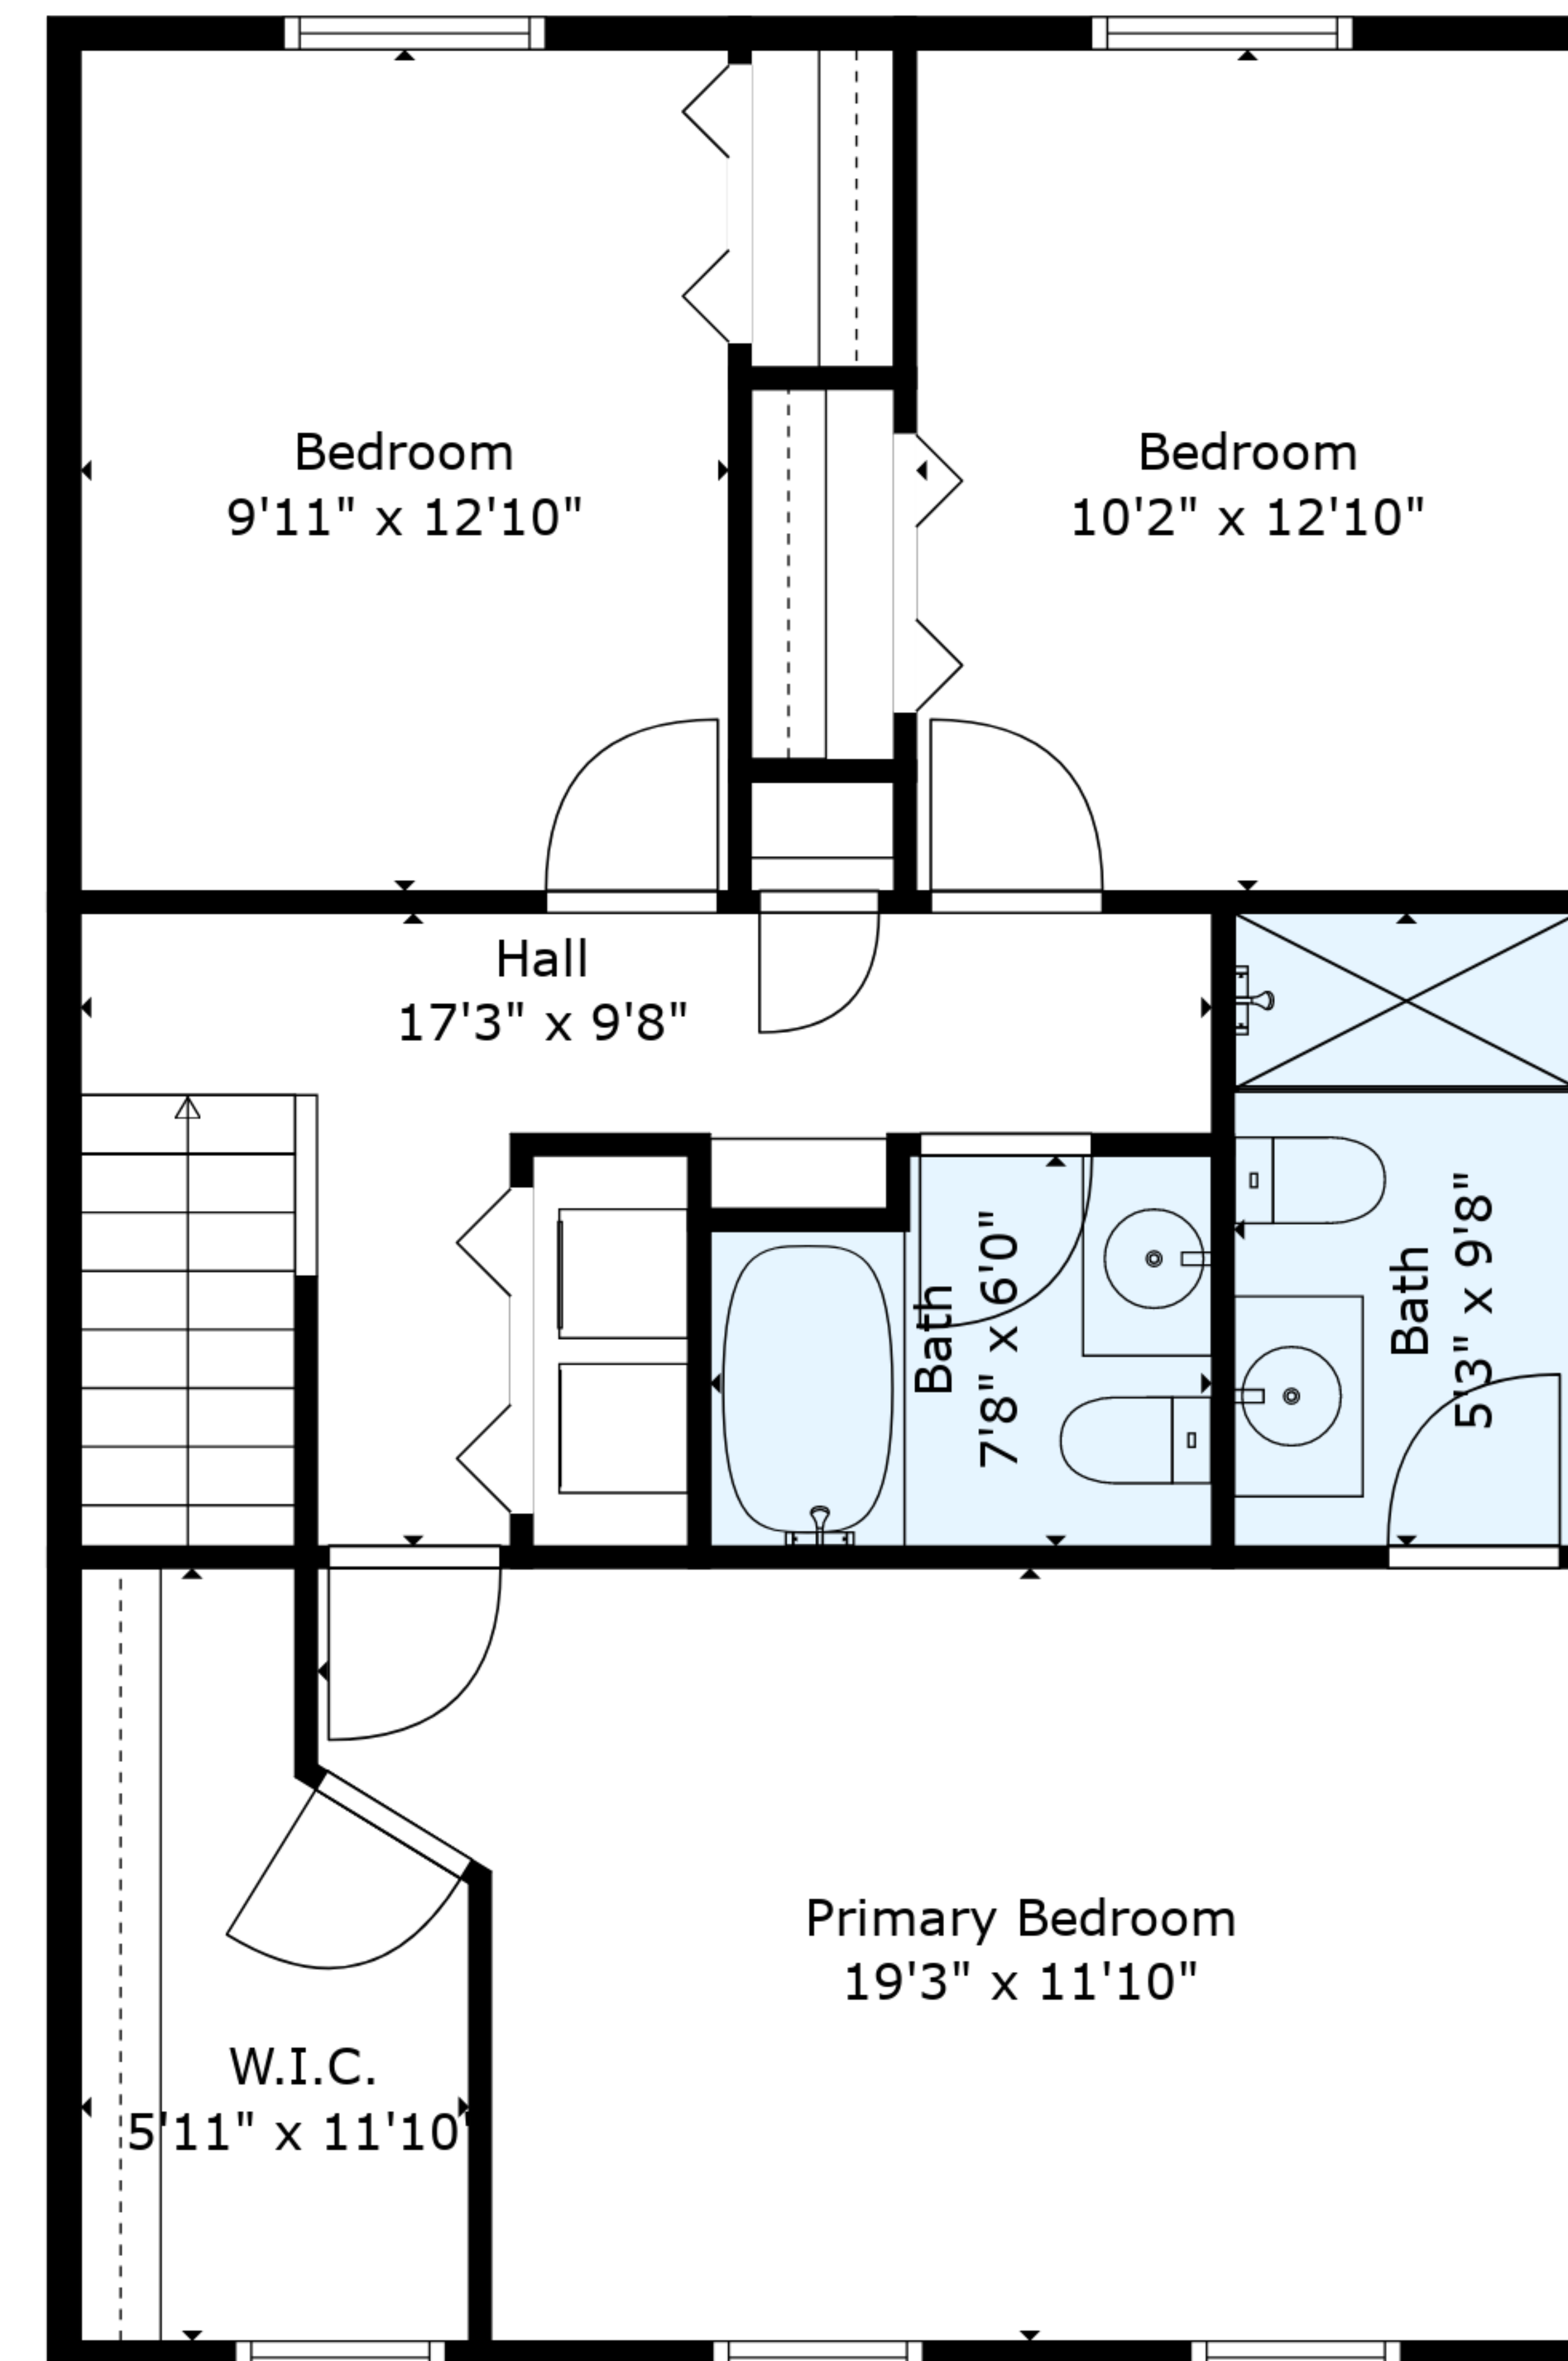 Bedroom
9'11" x 12'10"
Bedroom
10'2" x 12'10"
Hall
17'3" x 9'8"
Bath
7'8" x 6'0"
Bath
5'3" x 9'8"
Primary Bedroom
19'3" x 11'10"
W.I.C.
5'11" x 11'10"